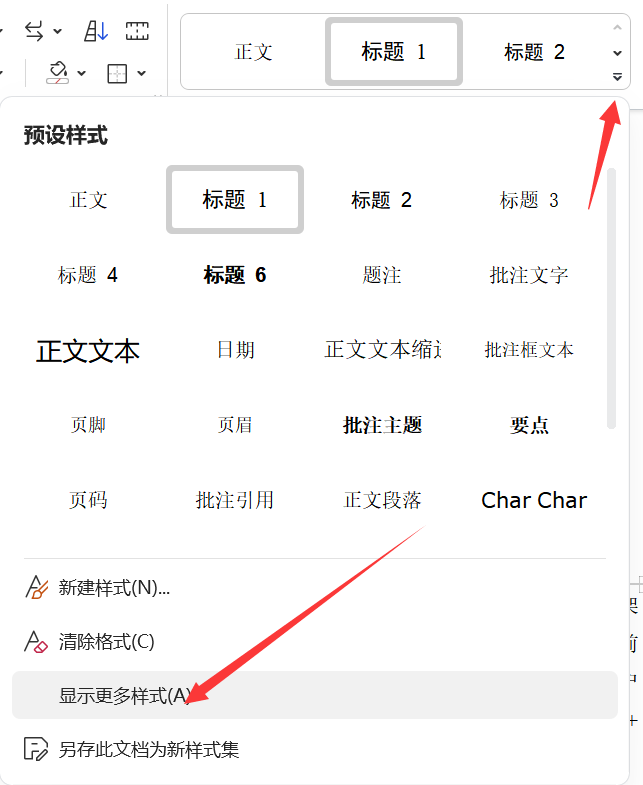 正文 标题 1 标题 2
预设样式
正文 标题 1 标题 2 标题 3
标题 4 标题 6 题注 批注文字
正文文本 日期 正文文本缩 批注框文本
页脚 页眉 批注主题 要点
页码 批注引用 正文段落 Char Char
新建样式(N)...
清除格式(C)
显示更多样式(A)
另存此文档为新样式集